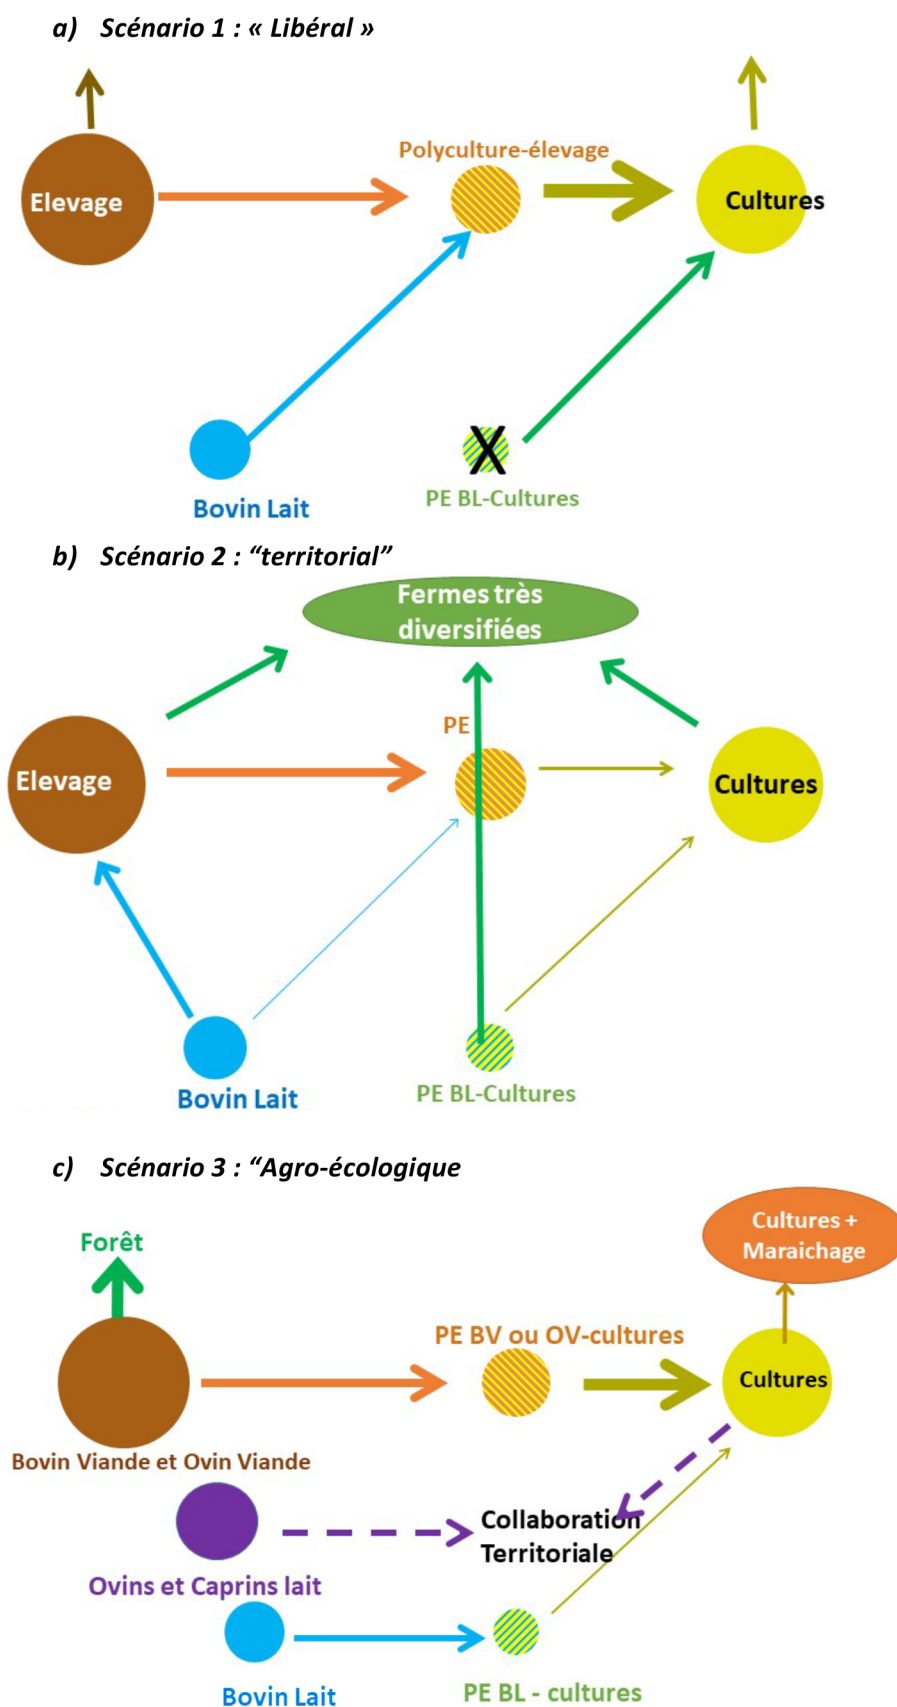 a) Scénario 1 : « Libéral »
Polyculture-élevage
Elevage
Cultures
Bovin Lait
X
PE BL-Cultures
b) Scénario 2 : “territorial”
Fermes très
diversifiées
PE
Elevage
Cultures
Bovin Lait
PE BL-Cultures
c) Scénario 3 : “Agro-écologique
Cultures +
Maraichage
Forêt
PE BV ou OV-cultures
Cultures
Bovin Viande et Ovin Viande
Collaboration
Territoriale
Ovins et Caprins lait
Bovin Lait
PE BL - cultures